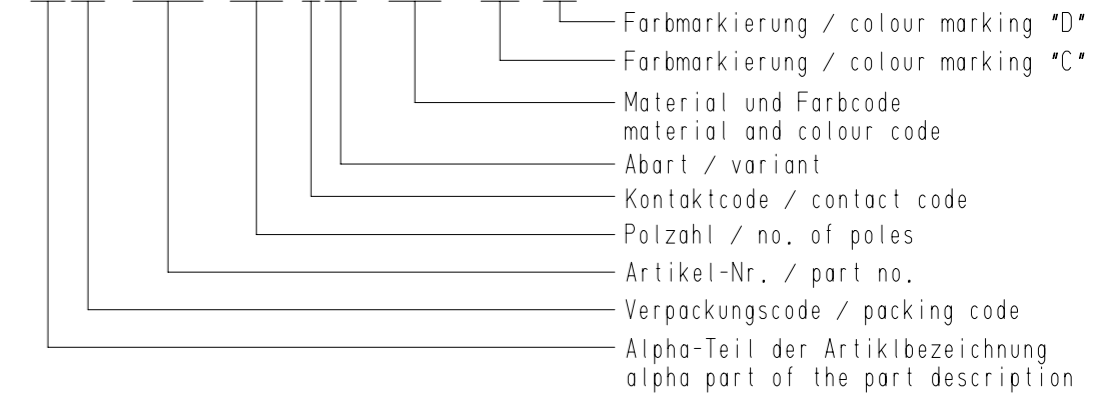 Farbmarkierung / colour marking "D"
Farbmarkierung / colour marking "C"
Material und Farbcode
material and colour code
Abart / variant
Kontaktcode / contact code
Polzahl / no. of poles
Artikel-Nr. / part no.
Verpackungscode / packing code
Alpha-Teil der Artiklbezeichnung
alpha part of the part description